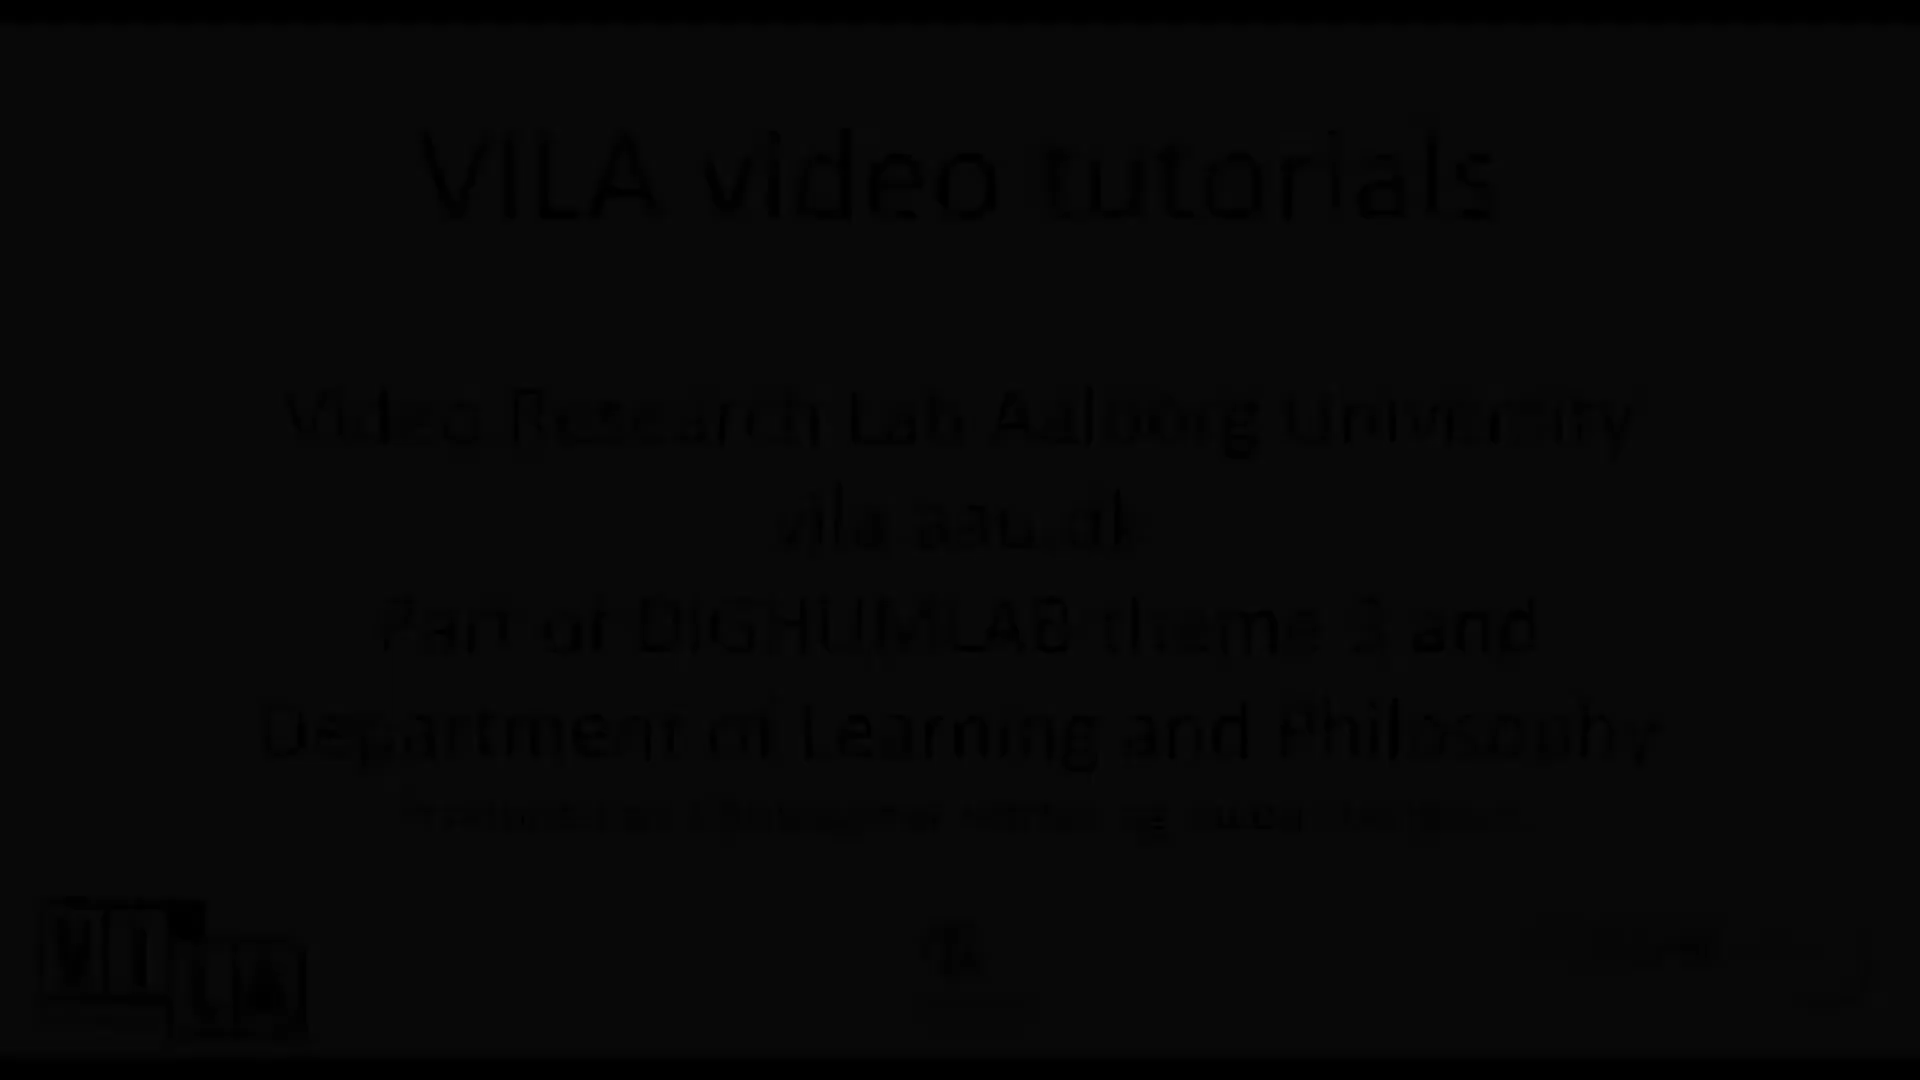 VILA video tutorials
Video Research Lab Aalborg University
vila.aau.dk
Part of DIGHUMLAB theme 3 and
Department of Learning and Philosophy
VILA